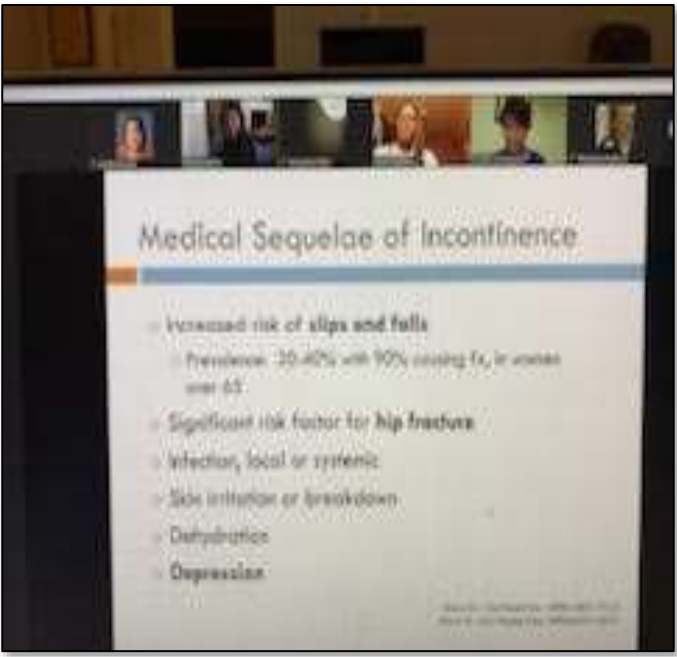 Medical Sequelae of Incontinence
Increased risk of slips and falls
Prevalence: 20-40% with 90% causing fx, in women
over 65
Significant risk factor for hip fracture
Infection, local or systemic
Skin irritation or breakdown
Dehydration
Depression